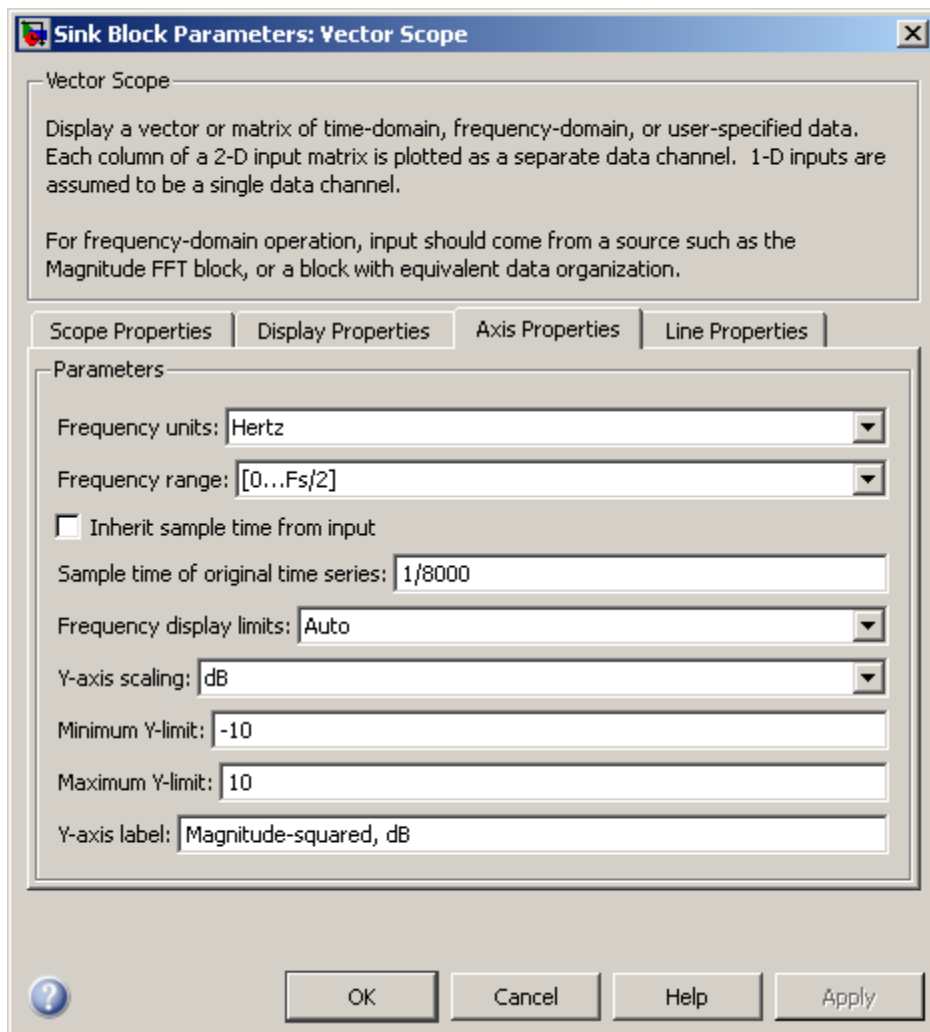 Sink Block Parameters: Vector Scope
Vector Scope
Display a vector or matrix of time-domain, frequency-domain, or user-specified data.
Each column of a 2-D input matrix is plotted as a separate data channel.  1-D inputs are
assumed to be a single data channel.
For frequency-domain operation, input should come from a source such as the
Magnitude FFT block, or a block with equivalent data organization.
Scope Properties Display Properties Axis Properties Line Properties
Parameters
Frequency units: Hertz
Frequency range: [0...Fs/2]
Inherit sample time from input
Sample time of original time series: 1/8000
Frequency display limits: Auto
Y-axis scaling: dB
Minimum Y-limit: -10
Maximum Y-limit: 10
Y-axis label: Magnitude-squared, dB
? OK Cancel Help Apply